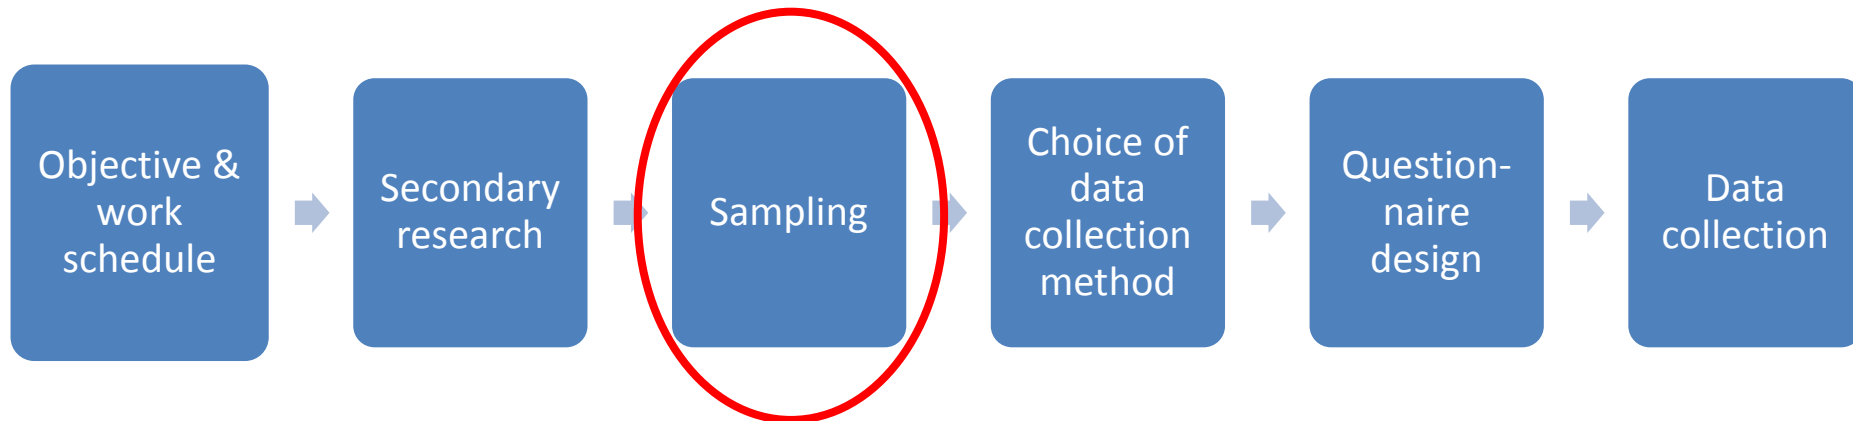 Objective &
work
schedule
Secondary
research
Sampling
Choice of
data
collection
method
Question-
naire
design
Data
collection